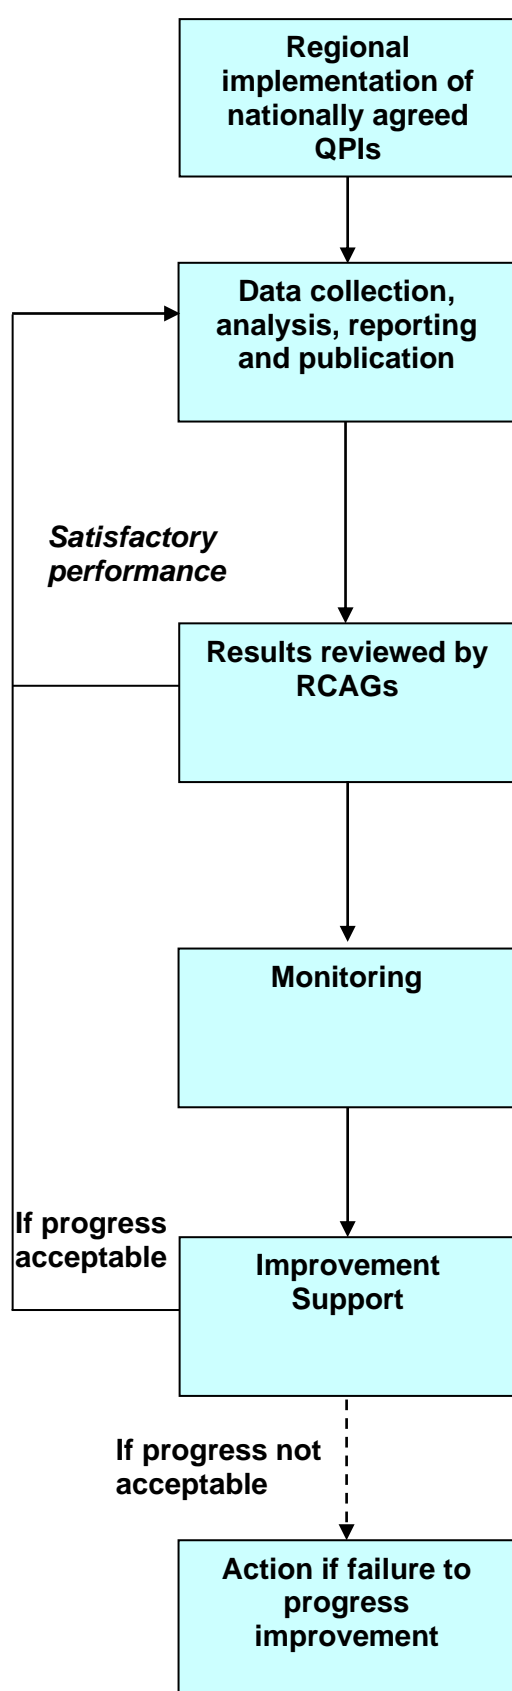 Regional
implementation of
nationally agreed
QPIs
Data collection,
analysis, reporting
and publication
Satisfactory
performance
Results reviewed by
RCAGs
Monitoring
If progress
acceptable
Improvement
Support
If progress not
acceptable
Action if failure to
progress
improvement